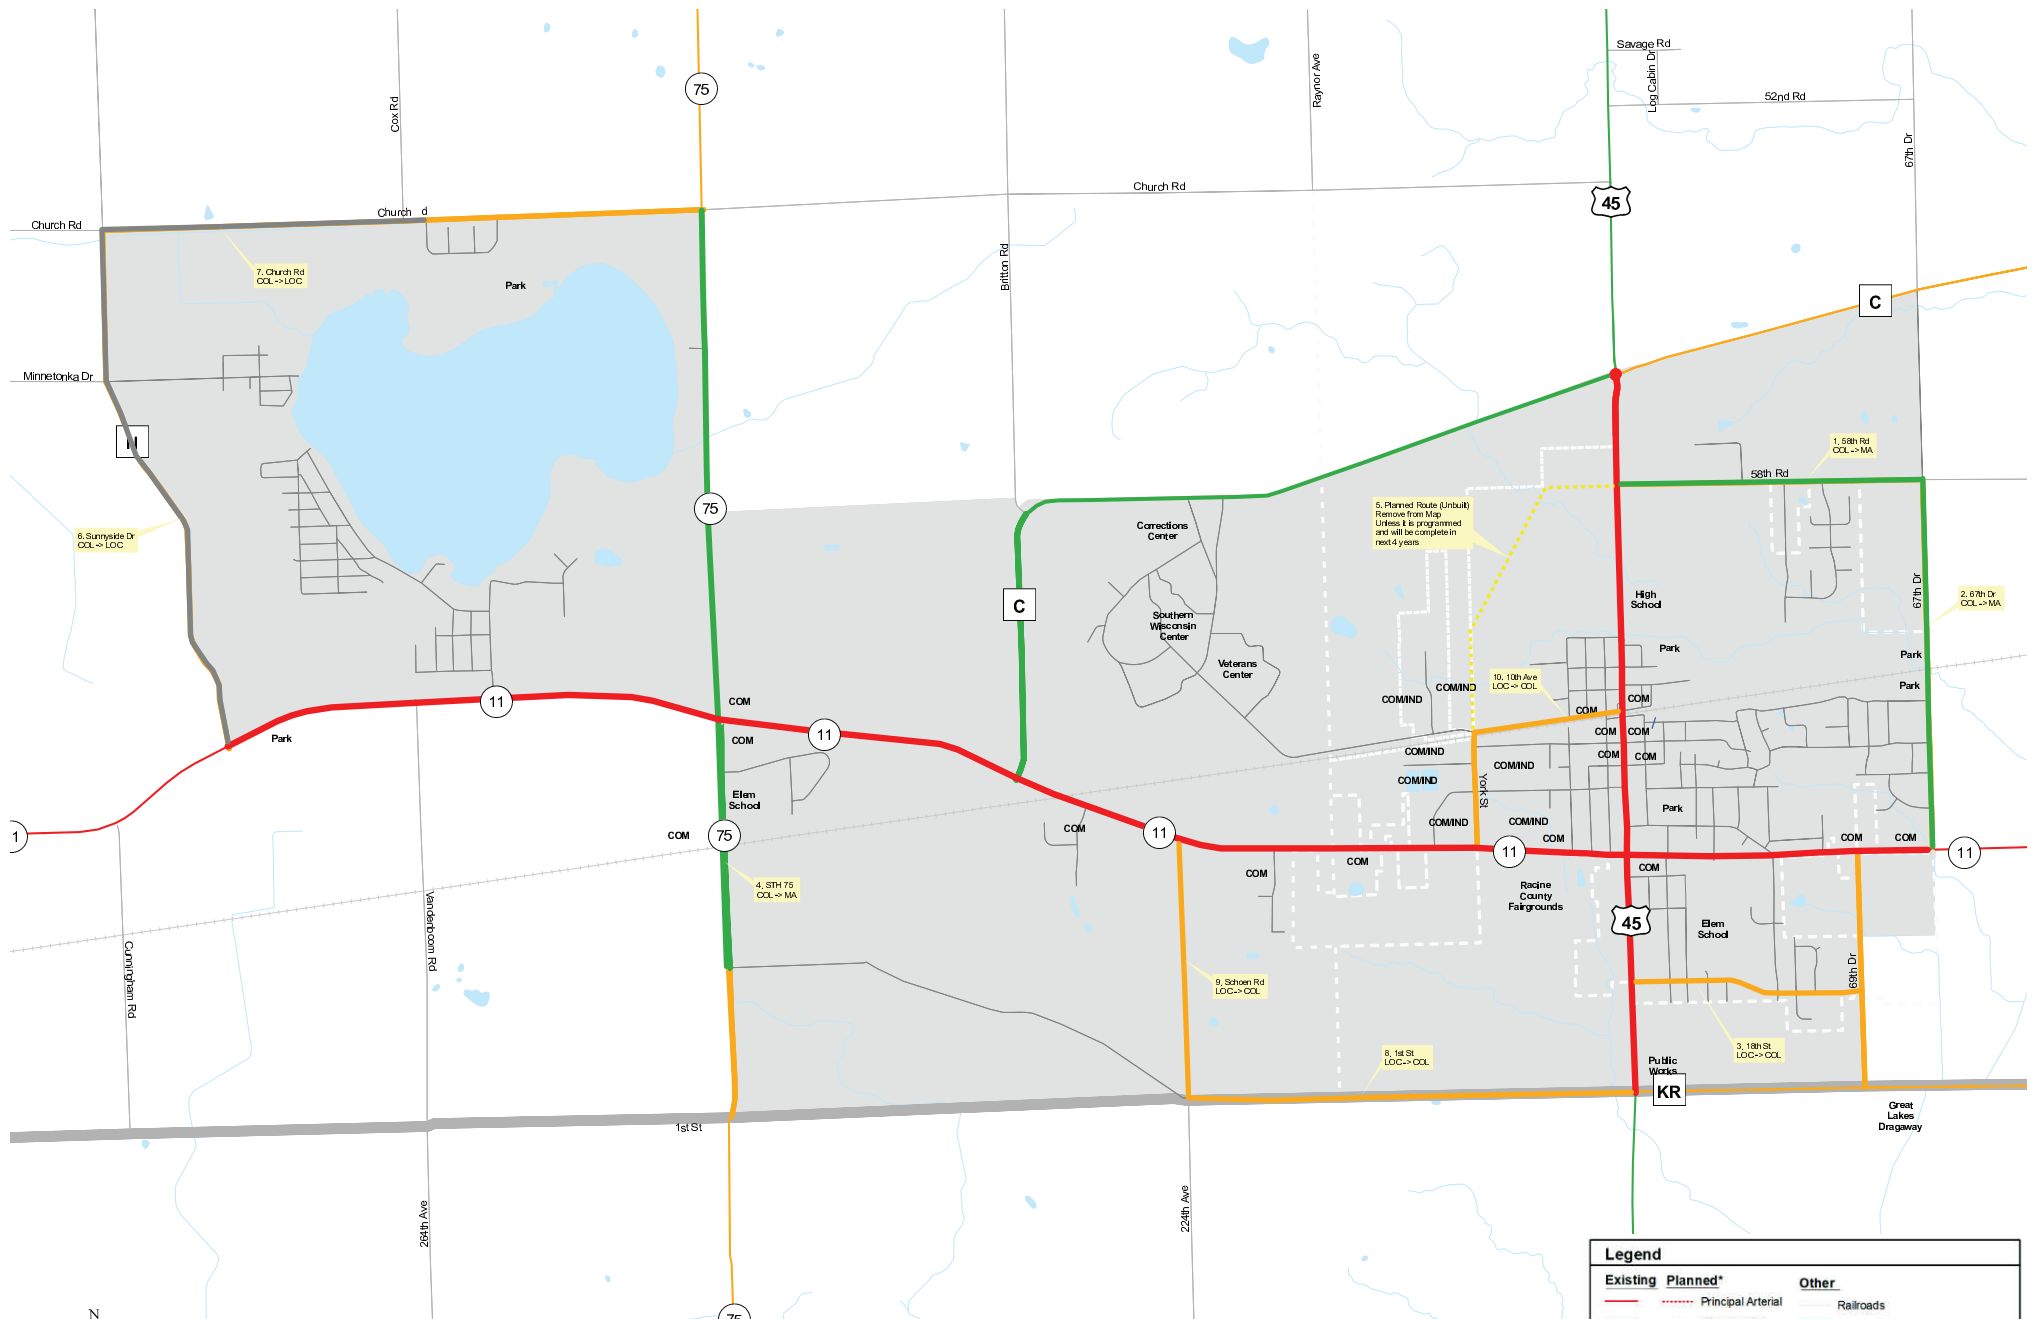 Savage Rd
Log Cabin Dr
52nd Rd
75
Cox Rd
Raynor Ave
67th Dr
Church Rd
45
Church Rd
Church d
Britton Rd
7. Church Rd
COL -> LOC
Park
C
Minnetonka Dr
1, 58th Rd
COL -> MA
58th Rd
75
5. Planned Route (Unbuilt)
Remove from Map
Unless it is programmed
and will be complete in
next 4 years
Corrections
Center
6. Sunnyside Dr
COL -> LOC
C
High
School
67th Dr
2. 67th Dr
COL -> MA
Southern
Wisconsin
Center
Veterans
Center
Park
Park
Park
10. 10th Ave
LOC -> COL
COM/IND
COM/IND
11
COM
COM
COM
Park
COM
11
COM
COM
COM/IND
COM
COM
COM/IND
COM/IND
York St
Elem
School
Park
1
COM
75
COM
11
COM/IND
COM/IND
COM
COM
COM
11
11
COM
COM
COM
4, STH 75
COL -> MA
Racine
County
Fairgrounds
45
Elem
School
Vandenboom Rd
Cunningham Rd
69th Dr
9, Schoen Rd
LOC -> COL
8, 1st St
LOC -> COL
3, 18th St
LOC -> COL
Public
Works
KR
Great
Lakes
Dragaway
1st St
264th Ave
224th Ave
75
N
Legend
Existing Planned* Other
Principal Arterial
Railroads